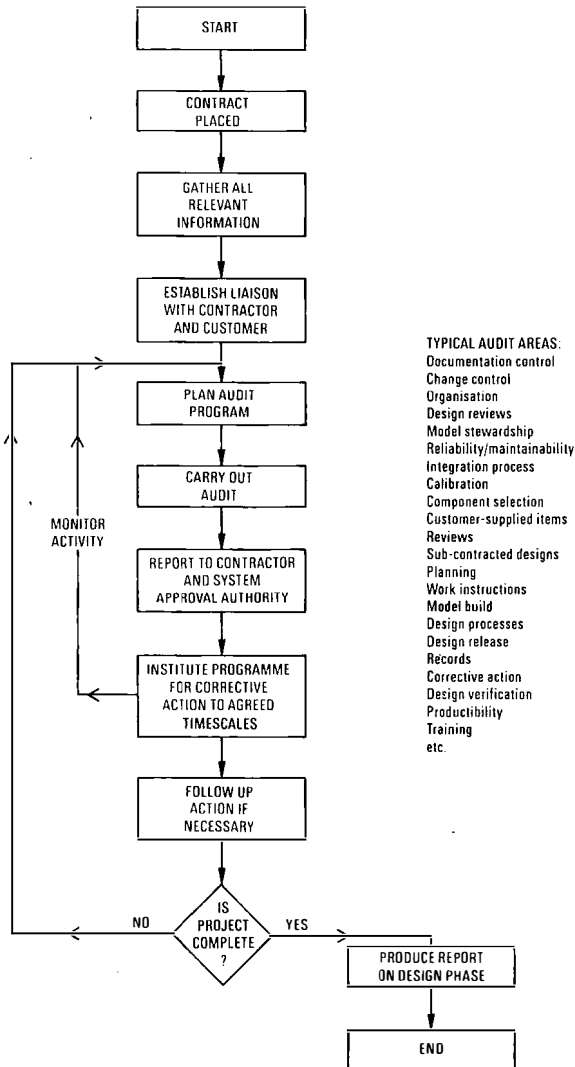 START
CONTRACT
PLACED
GATHER ALL
RELEVANT
INFORMATION
ESTABLISH LIAISON
WITH CONTRACTOR
AND CUSTOMER
PLAN AUDIT
PROGRAM
CARRY OUT
AUDIT
MONITOR
ACTIVITY
REPORT TO CONTRACTOR
AND SYSTEM
APPROVAL AUTHORITY
INSTITUTE PROGRAMME
FOR CORRECTIVE
ACTION TO AGREED
TIMESCALES
FOLLOW UP
ACTION IF
NECESSARY
IS
PROJECT
COMPLETE
?
NO
YES
PRODUCE REPORT
ON DESIGN PHASE
END
TYPICAL AUDIT AREAS:
Documentation control
Change control
Organisation
Design reviews
Model stewardship
Reliability/maintainability
Integration process
Calibration
Component selection
Customer-supplied items
Reviews
Sub-contracted designs
Planning
Work instructions
Model build
Design processes
Design release
Records
Corrective action
Design verification
Productibility
Training
etc.